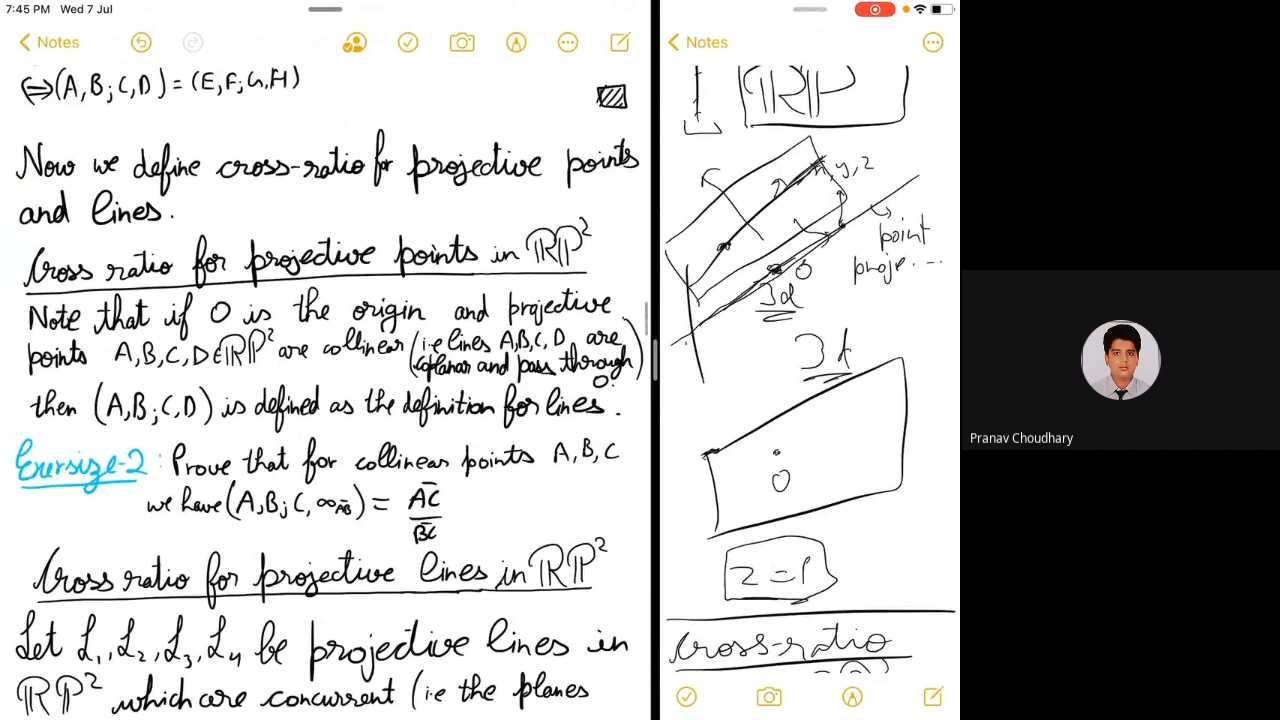 7:45 PM Wed 7 Jul
Notes
⟺(A,B;C,D)=(E,F;G,H)
Now we define cross-ratio for projective points
and lines.
Cross ratio for projective points in ℝℙ²
Note that if O is the origin and projective
points A,B,C,D∈ℝℙ² are collinear (i.e lines A,B,C,D are
coplanar and pass through
O)
then (A,B;C,D) is defined as the definition for lines.
Exersize-2: Prove that for collinear points A,B,C
we have (A,B;C,∞_AB) = AC/BC
Cross ratio for projective lines in ℝℙ²
Let L₁,L₂,L₃,L₄ be projective lines in
ℝℙ² which are concurrent (i.e the planes
Notes
ℝℙ
y,z
point
proje....
O
3d
O
z=1
Cross-ratio
Pranav Choudhary